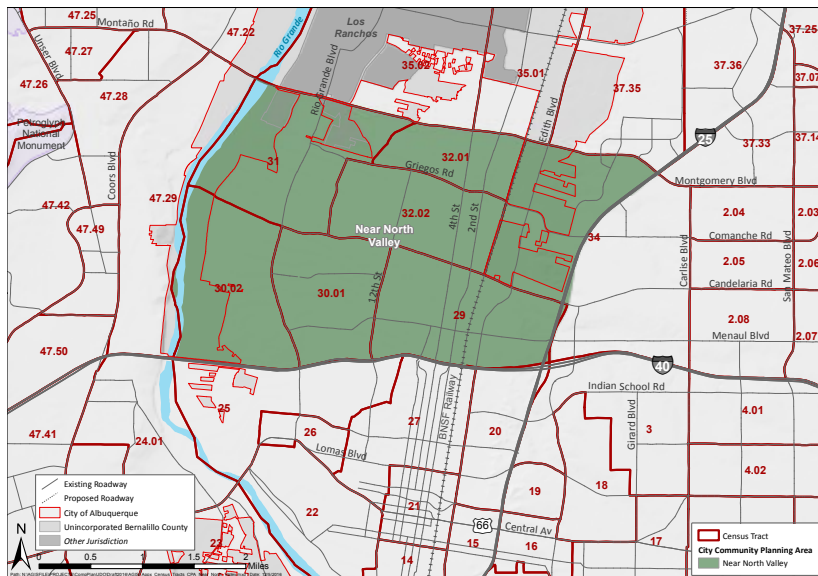 47.25
Montaño Rd
47.22
Los
Ranchos
Rio Grande
37.25
Unser Blvd
47.27
35.02
35.01
37.36
37.07
47.26
47.28
Rio Grande Blvd
37.35
Edith Blvd
Petroglyph
National
Monument
25
37.14
37.33
31
32.01
Griegos Rd
Coors Blvd
Montgomery Blvd
47.29
47.42
32.02
4th St
2nd St
2.04
2.03
47.49
Near North
Valley
34
Comanche Rd
Carlise Blvd
San Mateo Blvd
2.05
2.06
Candelaria Rd
30.02
30.01
12th St
29
2.08
Menaul Blvd
2.07
47.50
40
Indian School Rd
25
BNSF Railway
Girard Blvd
4.01
47.41
24.01
26
27
20
3
Lomas Blvd
4.02
19
18
22
21
66
Central Av
17
14
15
16
Existing Roadway
Proposed Roadway
City of Albuquerque
Unincorporated Bernalillo County
Other Jurisdiction
N
0 0.5 1 1.5 2
Miles
Census Tract
City Community Planning Area
Near North Valley